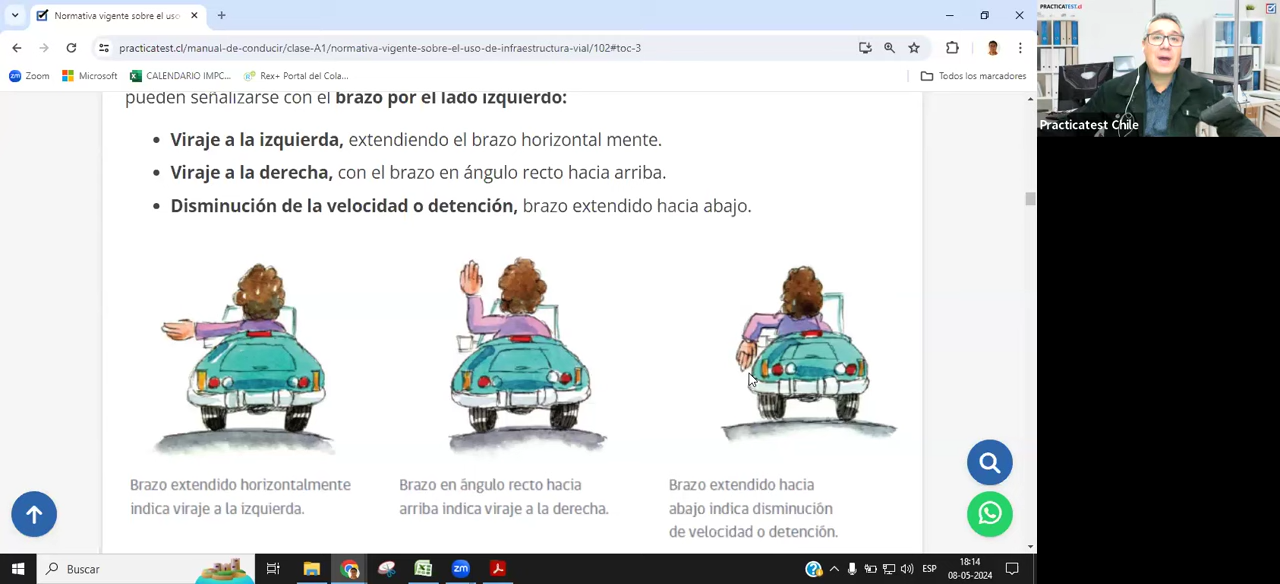 Normativa vigente sobre el uso
practicatest.cl/manual-de-conducir/clase-A1/normativa-vigente-sobre-el-uso-de-infraestructura-vial/102#toc-3
Zoom
Microsoft
CALENDARIO IMPC...
Rex+ Portal del Cola...
Todos los marcadores
pueden señalizarse con el brazo por el lado izquierdo:
• Viraje a la izquierda, extendiendo el brazo horizontal mente.
• Viraje a la derecha, con el brazo en ángulo recto hacia arriba.
• Disminución de la velocidad o detención, brazo extendido hacia abajo.
Brazo extendido horizontalmente
indica viraje a la izquierda.
Brazo en ángulo recto hacia
arriba indica viraje a la derecha.
Brazo extendido hacia
abajo indica disminución
de velocidad o detención.
PRACTICATEST.cl
Practicatest Chile
Buscar
zm
ESP
18:14
08-05-2024